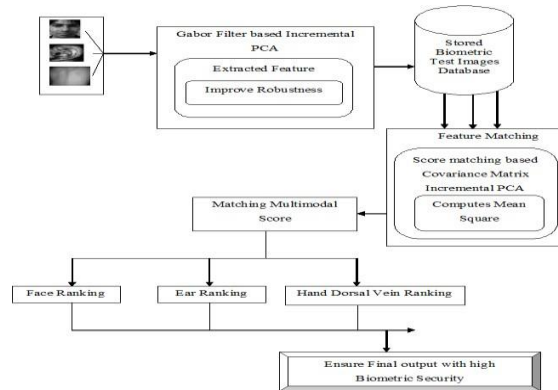 Gabor Filter based Incremental
PCA
Extracted Feature
Improve Robustness
Stored
Biometric
Test Images
Database
Feature Matching
Score matching based
Covariance Matrix
Incremental PCA
Computes Mean
Square
Matching Multimodal
Score
Face Ranking
Ear Ranking
Hand Dorsal Vein Ranking
Ensure Final output with high
Biometric Security